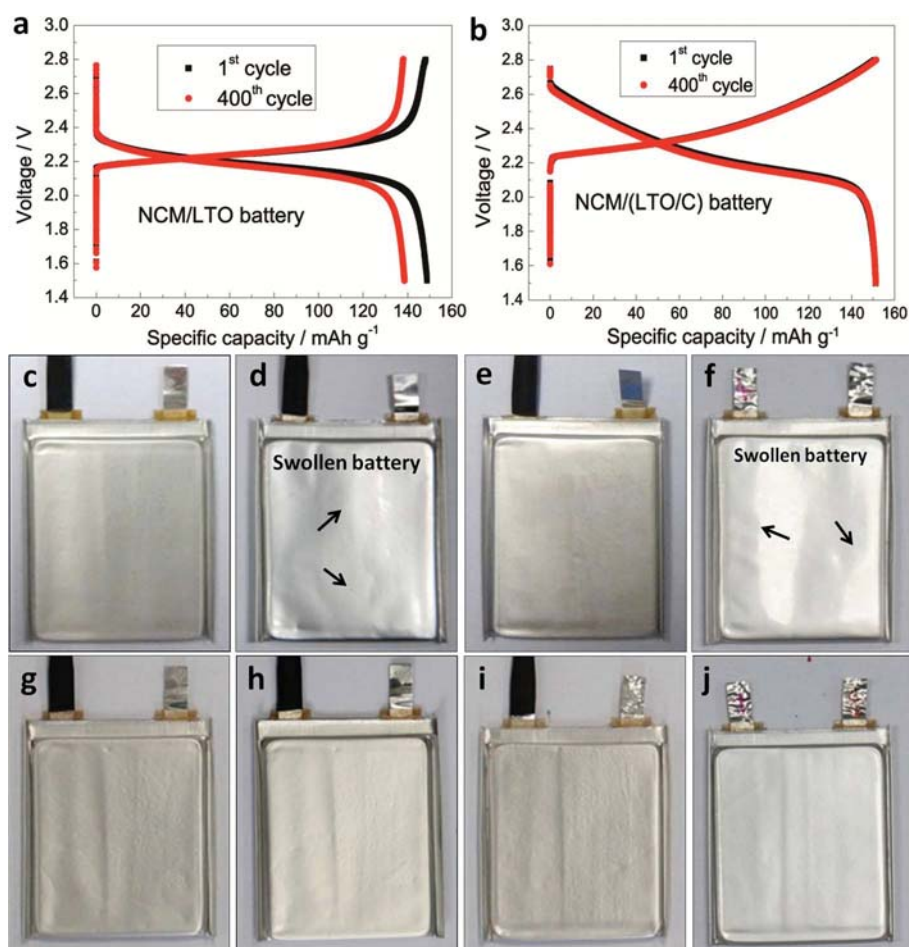 a
3.0
2.8
2.6
2.4
2.2
2.0
1.8
1.6
1.4
Voltage / V
1st cycle
400th cycle
NCM/LTO battery
0 20 40 60 80 100 120 140 160
Specific capacity / mAh g-1
b
3.0
2.8
2.6
2.4
2.2
2.0
1.8
1.6
1.4
Voltage / V
1st cycle
400th cycle
NCM/(LTO/C) battery
0 20 40 60 80 100 120 140 160
Specific capacity / mAh g-1
c
d
Swollen battery
e
f
Swollen battery
g
h
i
j